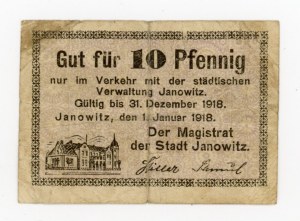 Gut für 10 Pfennig
nur im Verkehr mit der städtischen
Verwaltung Janowitz.
Gültig bis 31. Dezember 1918.
Janowitz, den 1. Januar 1918.
Der Magistrat
der Stadt Janowitz.